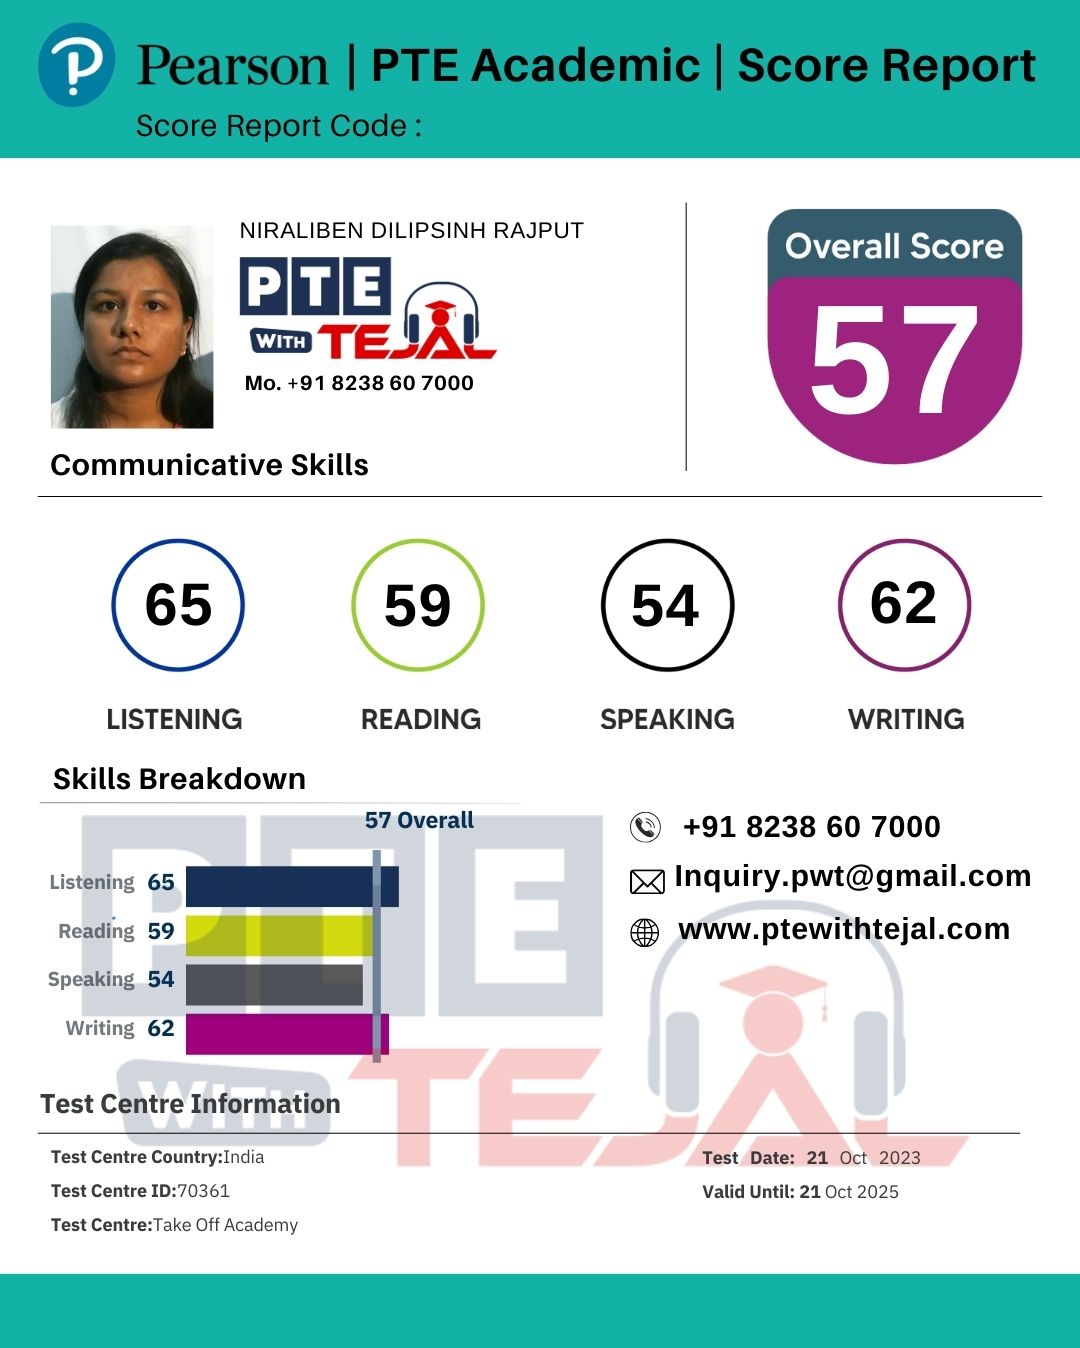 Pearson | PTE Academic | Score Report
Score Report Code :
NIRALIBEN DILIPSINH RAJPUT
PTE
WITH TEJAL
Mo. +91 8238 60 7000
Overall Score
57
Communicative Skills
65 59 54 62
LISTENING READING SPEAKING WRITING
Skills Breakdown
57 Overall
Listening 65
Reading 59
Speaking 54
Writing 62
+91 8238 60 7000
Inquiry.pwt@gmail.com
www.ptewithtejal.com
PTE
WITH TEJAL
Test Centre Information
Test Centre Country:India
Test Centre ID:70361
Test Centre:Take Off Academy
Test Date: 21 Oct 2023
Valid Until: 21 Oct 2025